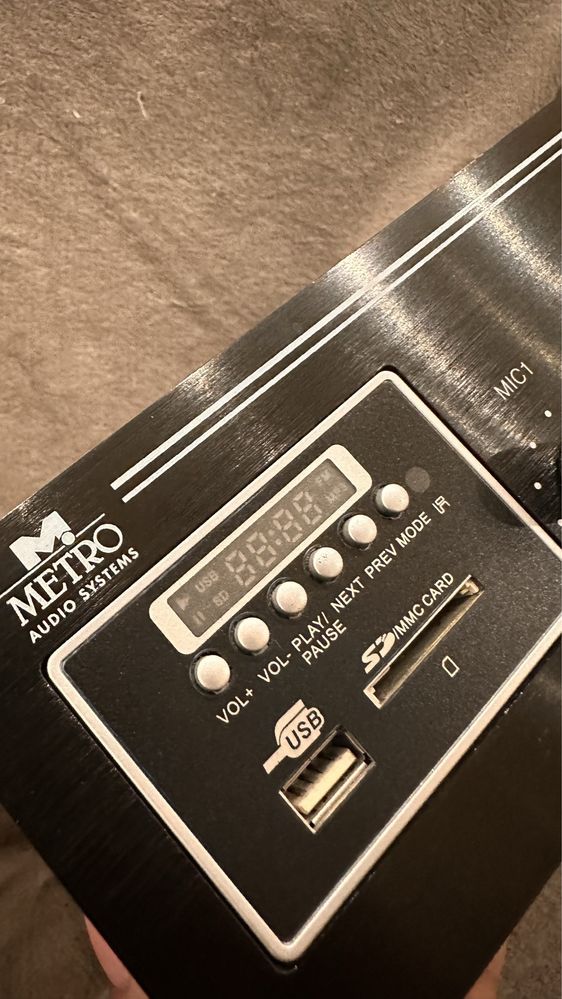 M.
METRO
AUDIO SYSTEMS
MIC1
USB
SD
88:88
VOL+ VOL- PLAY/ NEXT PREV MODE IR
PAUSE
SD/MMC CARD
USB